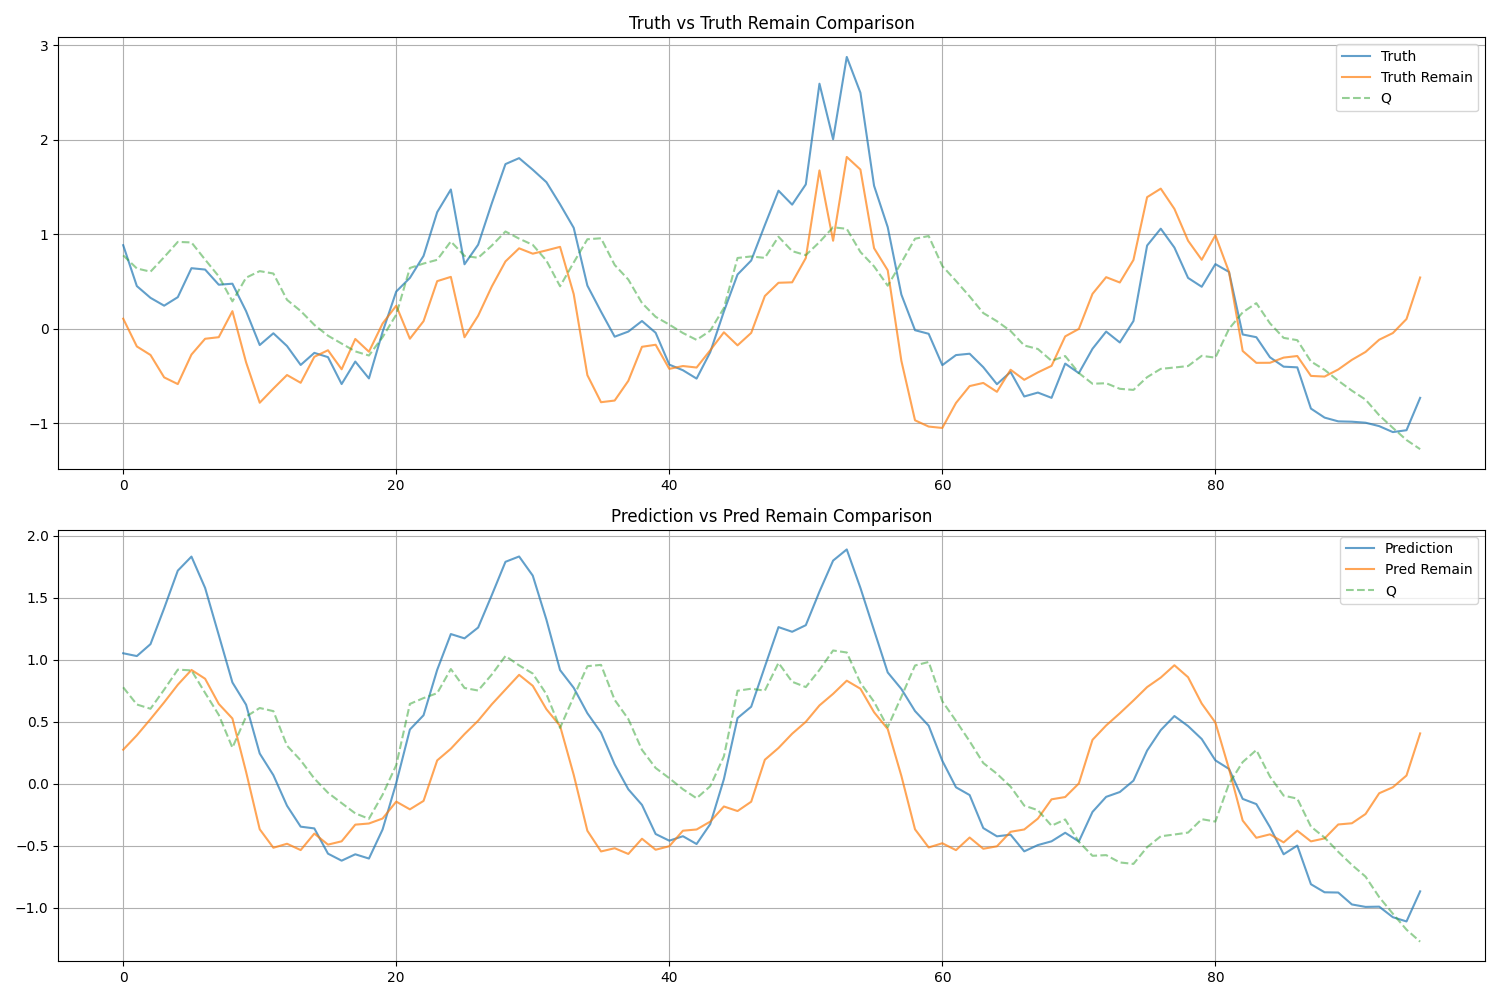 Truth vs Truth Remain Comparison
Truth
Truth Remain
Q
3
2
1
0
−1
0
20
40
60
80
Prediction vs Pred Remain Comparison
Prediction
Pred Remain
Q
2.0
1.5
1.0
0.5
0.0
−0.5
−1.0
0
20
40
60
80